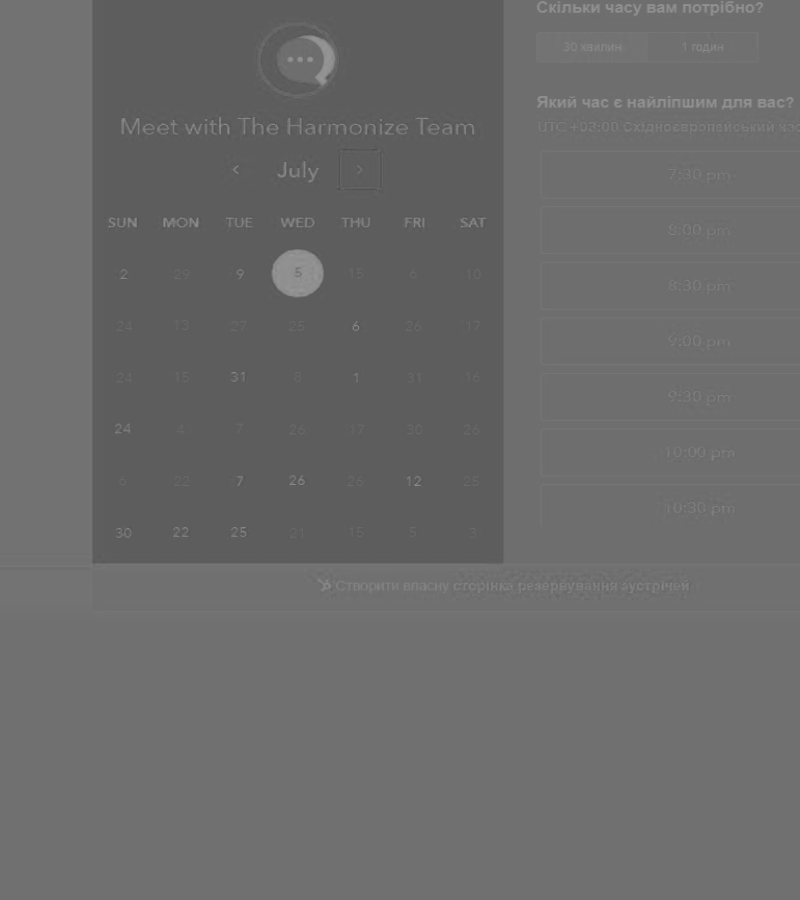 Meet with The Harmonize Team
July
SUN MON TUE WED THU FRI SAT
2 29 9 5 15 6 10
24 13 27 25 6 26 17
24 15 31 8 1 31 16
24 4 7 26 17 30 26
6 22 7 26 26 12 25
30 22 25 21 15 5 3
Скільки часу вам потрібно?
30 хвилин 1 годин
Який час є найліпшим для вас?
UTC +03:00 Східноєвропейський час
7:30 pm
8:00 pm
8:30 pm
9:00 pm
9:30 pm
10:00 pm
10:30 pm
Створити власну сторінка резервування зустрічей